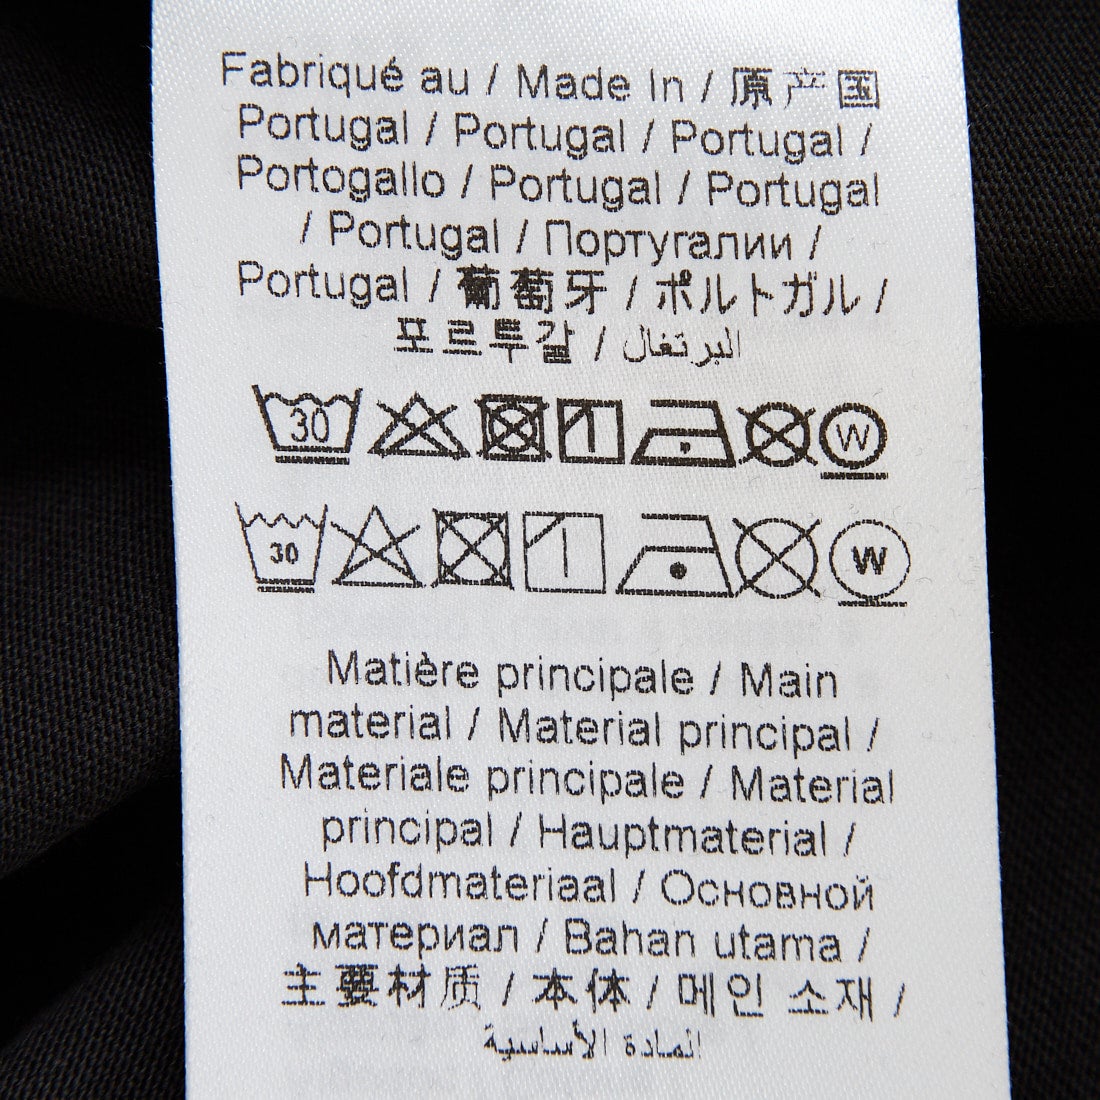 Fabriqué au / Made In / 原产国
Portugal / Portugal / Portugal /
Portogallo / Portugal / Portugal
/ Portugal / Португалии /
Portugal / 葡萄牙 / ポルトガル /
포르투갈 / البرتغال
30 W
30 W
Matière principale / Main
material / Material principal /
Materiale principale / Material
principal / Hauptmaterial /
Hoofdmateriaal / Основной
материал / Bahan utama /
主要材质 / 本体 / 메인 소재 /
المادة الأساسية